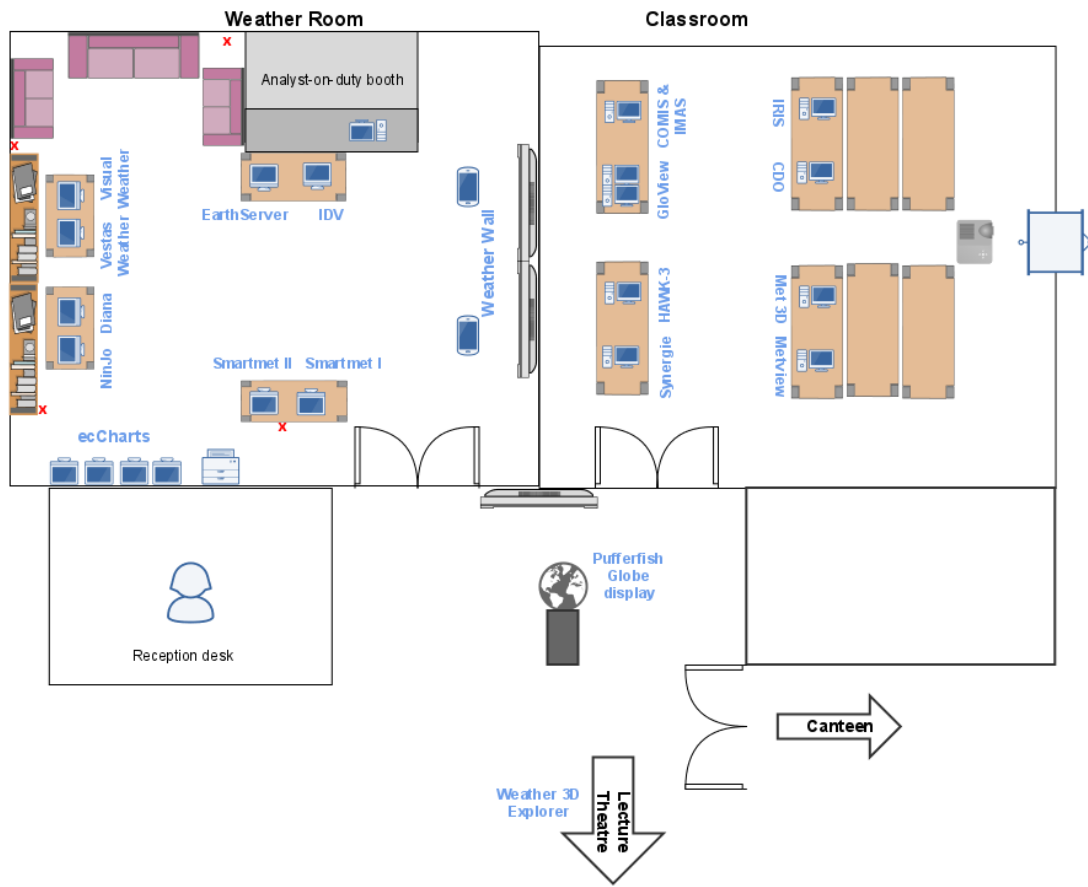 Weather Room
Classroom
x
Analyst-on-duty booth
x
Visual
Weather
Vestas
Weather
EarthServer
IDV
Weather Wall
Diana
NinJo
Smartmet II
Smartmet I
x
x
ecCharts
COMIS &
IMAS
GloView
HAWK-3
Synergie
IRIS
CDO
Met 3D
Metview
Pufferfish
Globe
display
Reception desk
Canteen
Weather 3D
Explorer
Lecture
Theatre